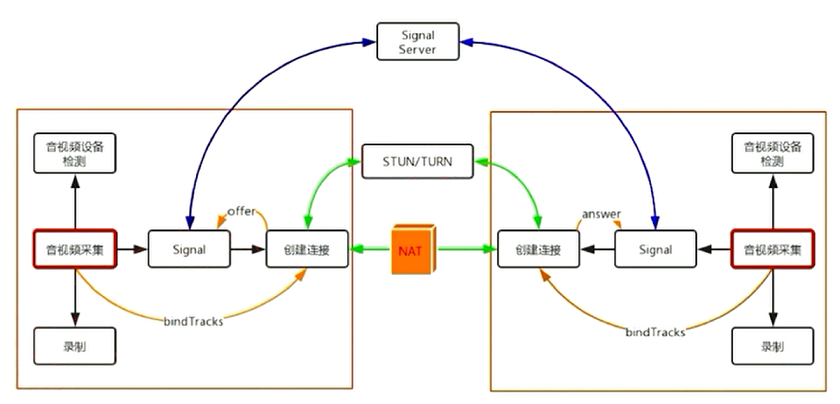 Signal
Server
音视频设备
检测
STUN/TURN
音视频设备
检测
offer
answer
音视频采集
Signal
创建连接
NAT
创建连接
Signal
音视频采集
bindTracks
bindTracks
录制
录制